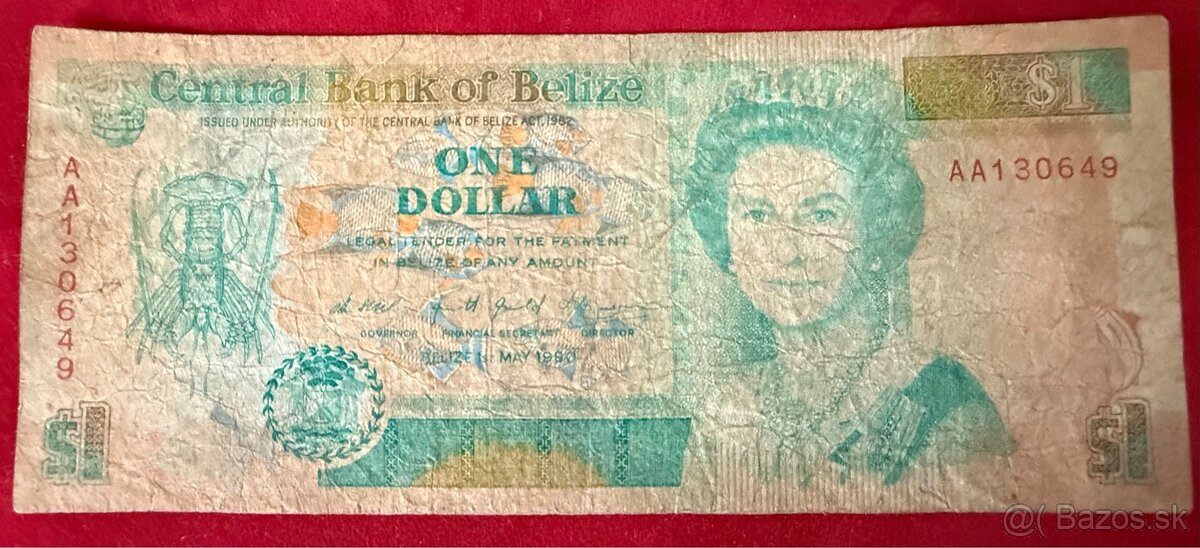 Central Bank of Belize
ISSUED UNDER AUTHORITY OF THE CENTRAL BANK OF BELIZE ACT, 1982
$1
ONE
DOLLAR
AA130649
AA130649
LEGAL TENDER FOR THE PAYMENT
IN BELIZE OF ANY AMOUNT
GOVERNOR FINANCIAL SECRETARY DIRECTOR
BELIZE 1ST MAY
$1
$1
@( Bazos.sk